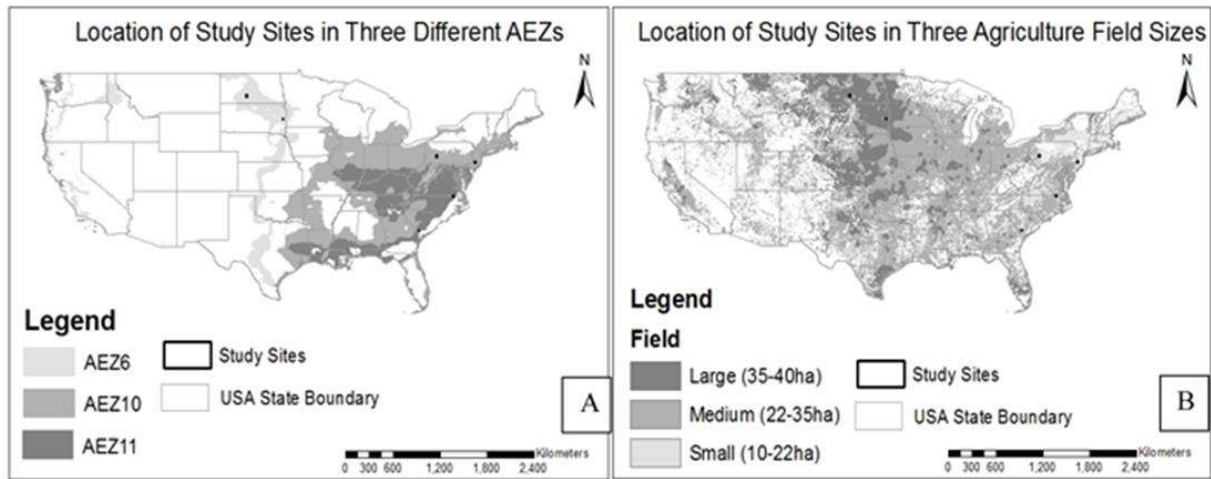 Location of Study Sites in Three Different AEZs
N
Legend
AEZ6
Study Sites
AEZ10
USA State Boundary
AEZ11
A
Kilometers
0 300 600 1,200 1,800 2,400
Location of Study Sites in Three Agriculture Field Sizes
N
Legend
Field
Large (35-40ha)
Study Sites
Medium (22-35ha)
USA State Boundary
Small (10-22ha)
B
Kilometers
0 300 600 1,200 1,800 2,400